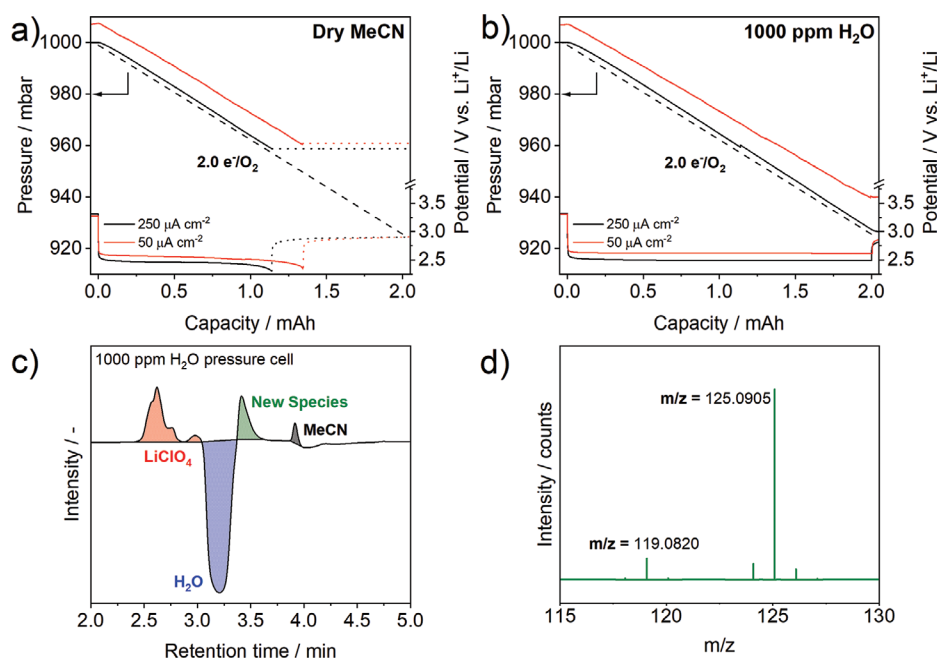 a)
Dry MeCN
1000
980
960
940
920
Pressure / mbar
2.0 e⁻/O₂
250 µA cm⁻²
50 µA cm⁻²
3.5
3.0
2.5
Potential / V vs. Li⁺/Li
0.0 0.5 1.0 1.5 2.0
Capacity / mAh
b)
1000 ppm H₂O
1000
980
960
940
920
Pressure / mbar
2.0 e⁻/O₂
250 µA cm⁻²
50 µA cm⁻²
3.5
3.0
2.5
Potential / V vs. Li⁺/Li
0.0 0.5 1.0 1.5 2.0
Capacity / mAh
c)
1000 ppm H₂O pressure cell
New Species
MeCN
LiClO₄
H₂O
Intensity / -
2.0 2.5 3.0 3.5 4.0 4.5 5.0
Retention time / min
d)
m/z = 125.0905
m/z = 119.0820
Intensity / counts
115 120 125 130
m/z